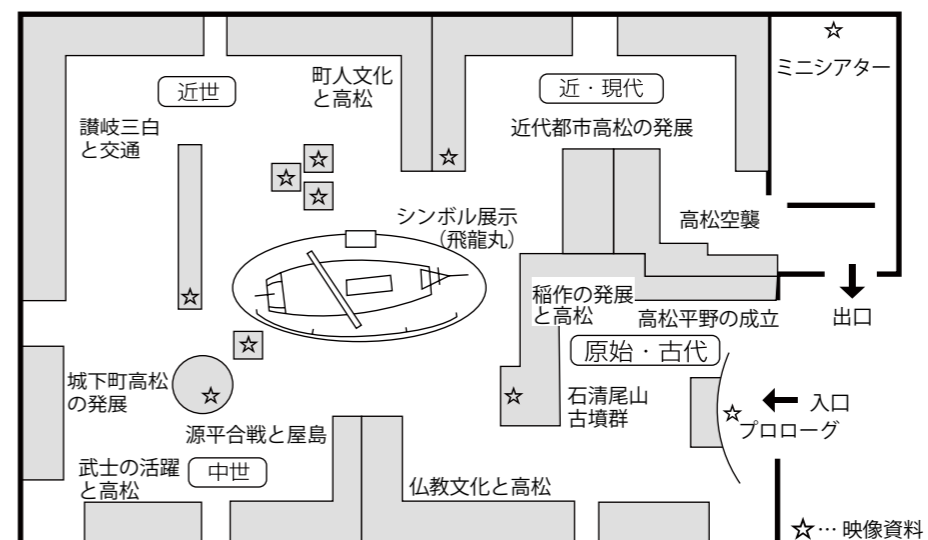 近世
町人文化
と高松
讃岐三白
と交通
近・現代
近代都市高松の発展
☆
ミニシアター
☆
☆
☆
☆
シンボル展示
(飛龍丸)
高松空襲
☆
☆
稲作の発展
と高松
高松平野の成立
出口
原始・古代
城下町高松
の発展
☆
源平合戦と屋島
☆
石清尾山
古墳群
☆
入口
プロローグ
武士の活躍
と高松
中世
仏教文化と高松
☆… 映像資料